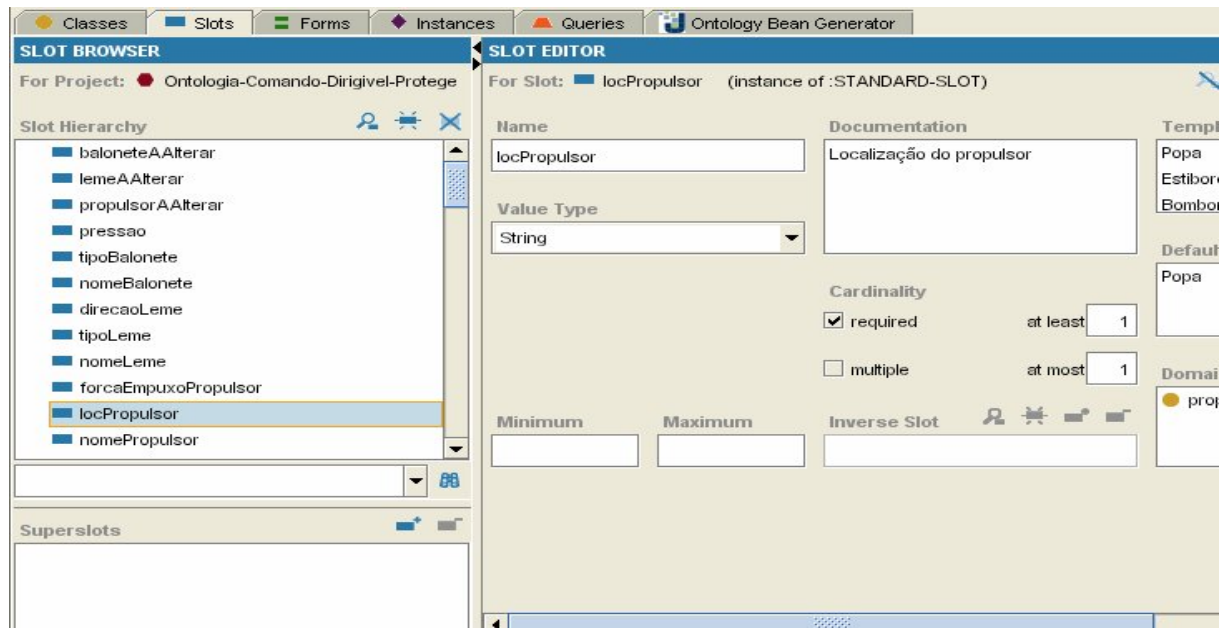 Classes Slots Forms Instances Queries Ontology Bean Generator
SLOT BROWSER
For Project: Ontologia-Comando-Dirigivel-Protege
Slot Hierarchy
baloneteAAlterar
lemeAAlterar
propulsorAAlterar
pressao
tipoBalonete
nomeBalonete
direcaoLeme
tipoLeme
nomeLeme
forcaEmpuxoPropulsor
locPropulsor
nomePropulsor
Superslots
SLOT EDITOR
For Slot: locPropulsor (instance of :STANDARD-SLOT)
Name
locPropulsor
Value Type
String
Minimum Maximum
Documentation
Localização do propulsor
Cardinality
required at least 1
multiple at most 1
Inverse Slot
Popa
Popa